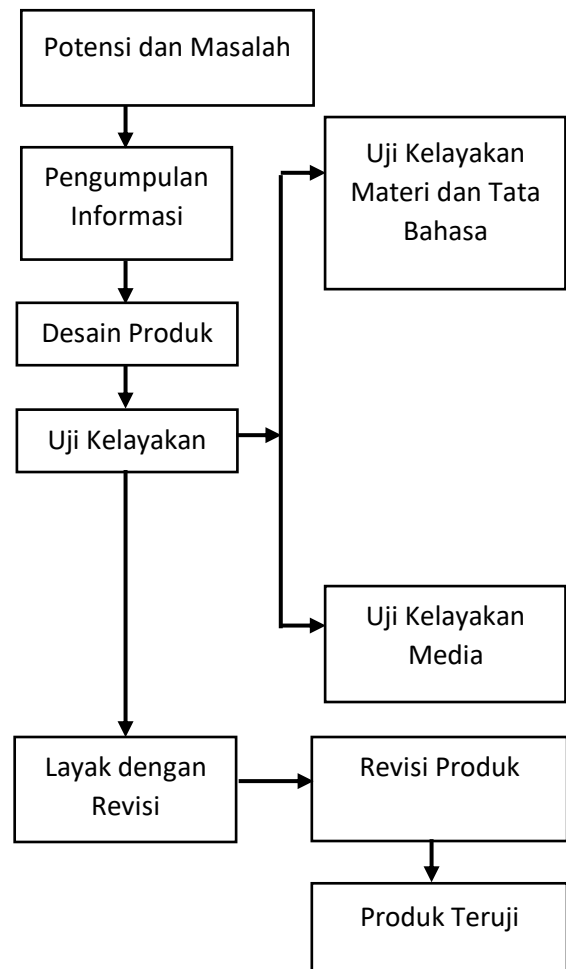 Potensi dan Masalah
Pengumpulan
Informasi
Desain Produk
Uji Kelayakan
Uji Kelayakan
Materi dan Tata
Bahasa
Uji Kelayakan
Media
Layak dengan
Revisi
Revisi Produk
Produk Teruji